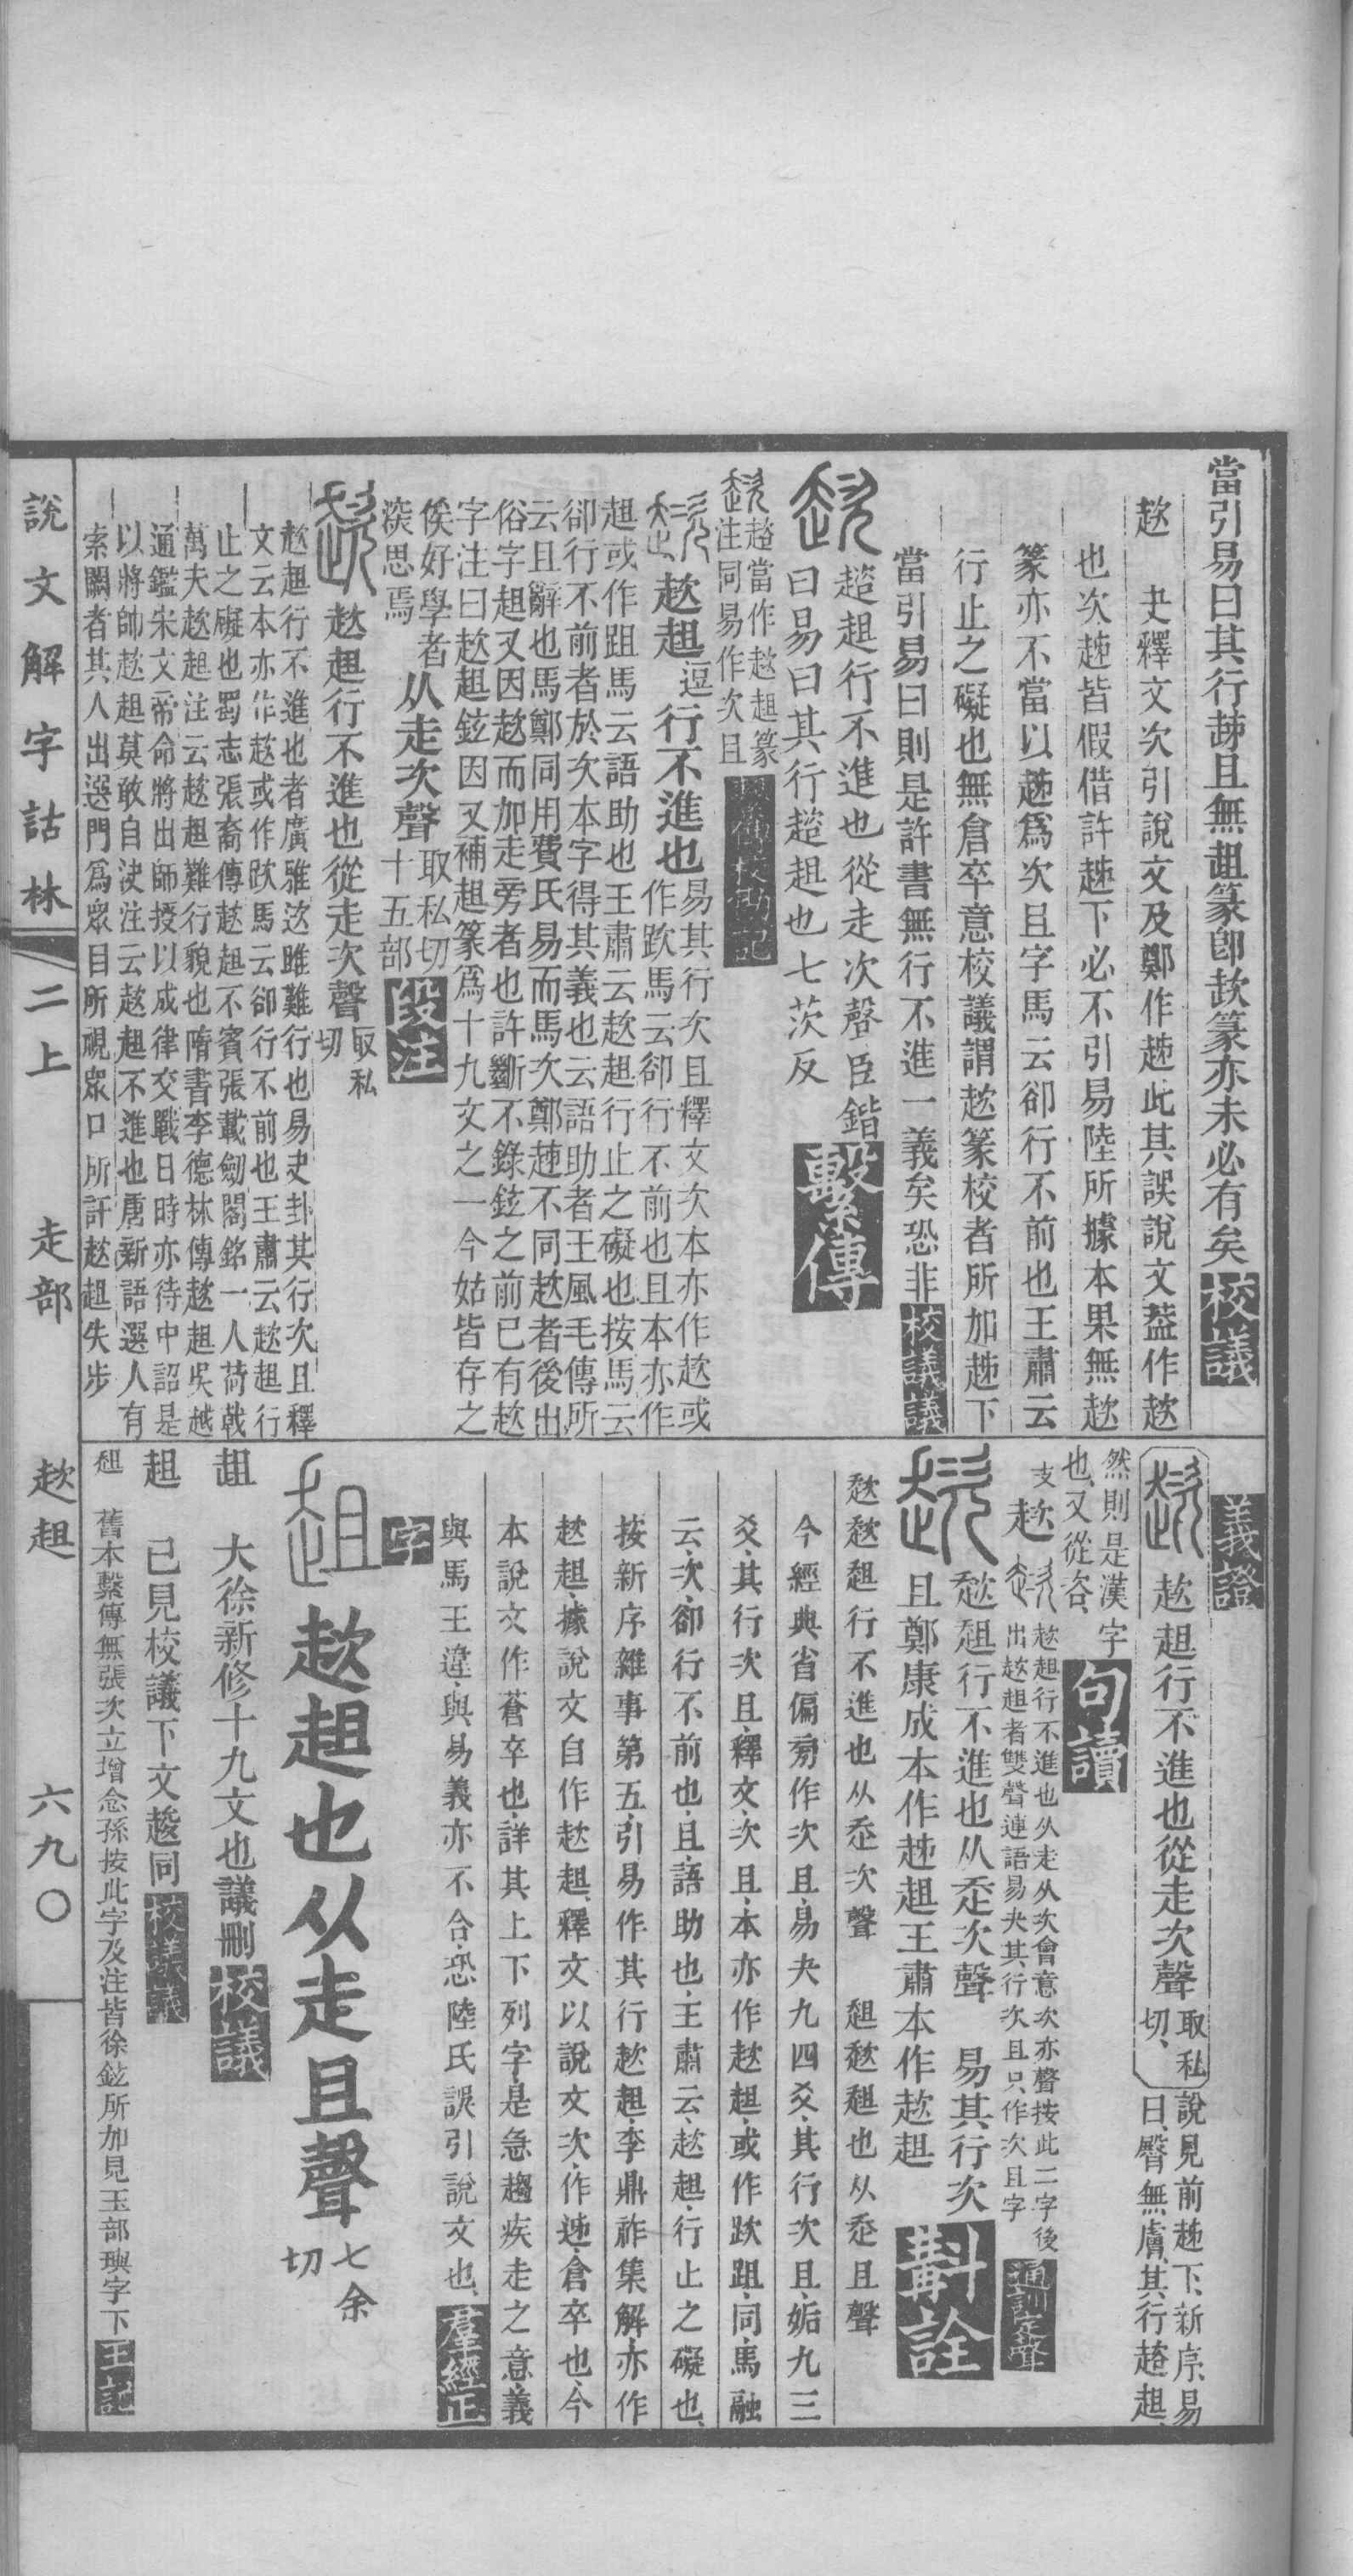 當引易曰其行趀且無趄篆卽趑篆亦未必有矣校議
趑　夬釋文次引說文及鄭作趀此其誤說文葢作趑
也次趀皆假借許趀下必不引易陸所據本果無趑
篆亦不當以趀爲次且字馬云卻行不前也王肅云
行止之礙也無倉卒意校議謂趑篆校者所加趀下
當引易曰則是許書無行不進一義矣恐非校議議
趦趄行不進也從走次聲臣鍇
曰易曰其行趦趄也七茨反繫傳
趦當作趑趄篆
注同易作次且
趑趄逗行不進也易其行次且釋文次本亦作趑或
作跂馬云卻行不前也且本亦作
趄或作跙馬云語助也王肅云趑趄行止之礙也按馬云
卻行不前者於次本字得其義也云語助者王風毛傳所
云且辭也馬鄭同用費氏易而馬次鄭趀不同趑者後出
俗字趄又因趑而加走旁者也許斷不錄鉉之前已有趑
字注曰趑趄鉉因又補趄篆爲十九文之一今姑皆存之
俟好學者
深思焉从走次聲取私切
十五部段注
趑趄行不進也從走次聲取私
切
趑趄行不進也者廣雅趑雎難行也易夬卦其行次且釋
文云本亦作趑或作跂馬云卻行不前也王肅云趑趄行
止之礙也蜀志張裔傳趑趄不賓張載劒閣銘一人荷戟
萬夫趑趄注云趑趄難行貌也隋書李德林傳趑趄吳越
通鑑宋文帝命將出師授以成律交戰日時亦待中詔是
以將帥趑趄莫敢自決注云趑趄不進也唐新語選人有
索闕者其人出選門爲眾目所視眾口所訐趑趄失步
義證
趑趄行不進也從走次聲取私
切、說見前趀下、新序、易
曰、臀無膚、其行趦趄、
然則是漢字
也、又從咨、句讀
支趑趑趄行不進也从走从次會意次亦聲按此二字後
出趑趄者雙聲連語易夬其行次且只作次且字通訓定聲
趑趄行不進也从走次聲　易其行次
且鄭康成本作趀趄王肅本作趑趄斠詮
趑趑趄行不進也从走次聲　趄趑趄也从走且聲
今經典省偏旁作次且、易夬九四爻、其行次且、姤九三
爻、其行次且、釋文、次且、本亦作趑趄、或作跂跙、同、馬融
云、次、卻行不前也、且、語助也、王肅云、趑趄、行止之礙也、
按新序雜事第五、引易作其行趑趄、李鼎祚集解、亦作
趑趄、據說文自作趑趄、釋文以說文次、作趀、倉卒也、今
本說文作蒼卒也、詳其上下列字、是急趨疾走之意、義
與馬王違、與易義亦不合、恐陸氏誤引說文也、羣經正
字
趑趄也从走且聲七余
切
趄　大徐新修十九文也議刪校議
趄　已見校議下文趢同校議議
趄　舊本繫傳無張次立增念孫按此字及注皆徐鉉所加見玉部璵字下王記
說文解字詁林　二上　走部　趑趄　六九〇